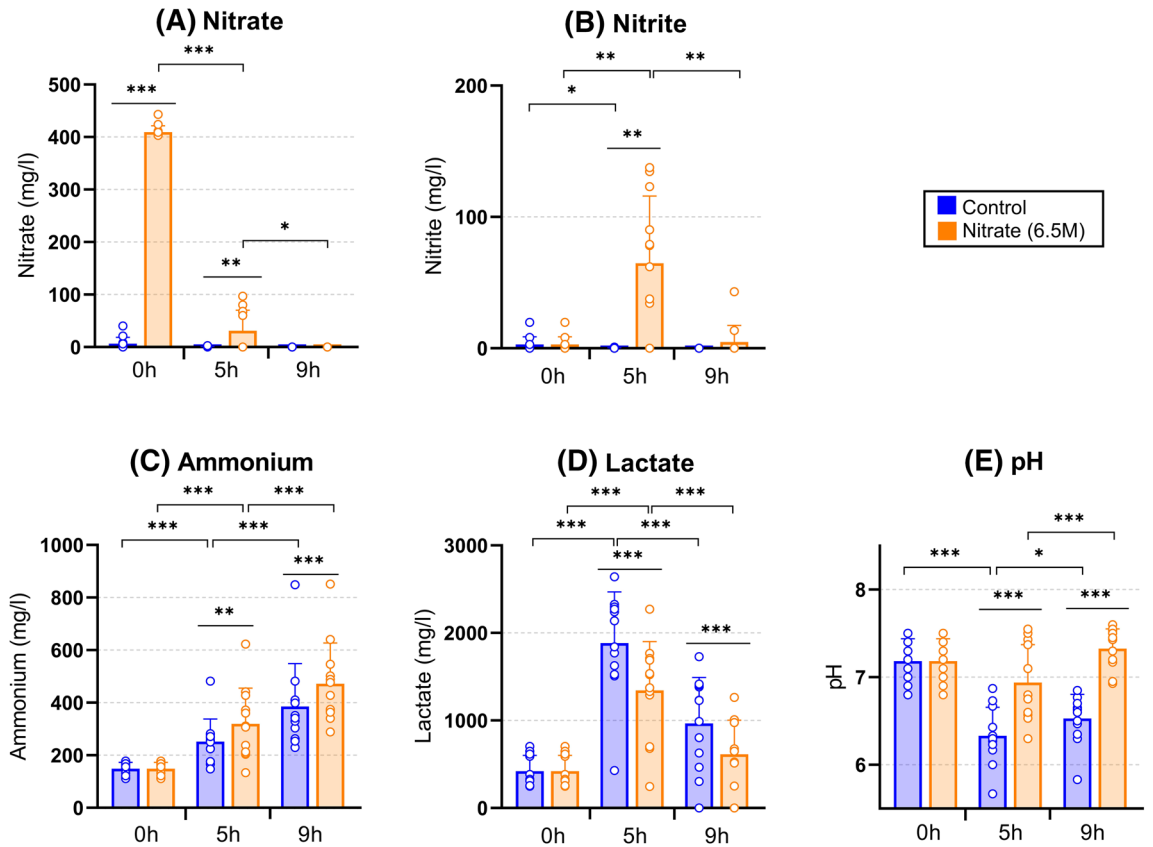 (A) Nitrate
***
500
***
400
Nitrate (mg/l)
300
*
200
**
100
0
0h
5h
9h
(B) Nitrite
**
**
200
*
**
Nitrite (mg/l)
100
0
0h
5h
9h
Control
Nitrate (6.5M)
(C) Ammonium
***
***
***
***
1000
***
800
**
Ammonium (mg/l)
600
400
200
0
0h
5h
9h
(D) Lactate
***
***
***
***
3000
***
***
2000
Lactate (mg/l)
1000
0
0h
5h
9h
(E) pH
***
***
*
8
***
***
pH
7
6
0h
5h
9h